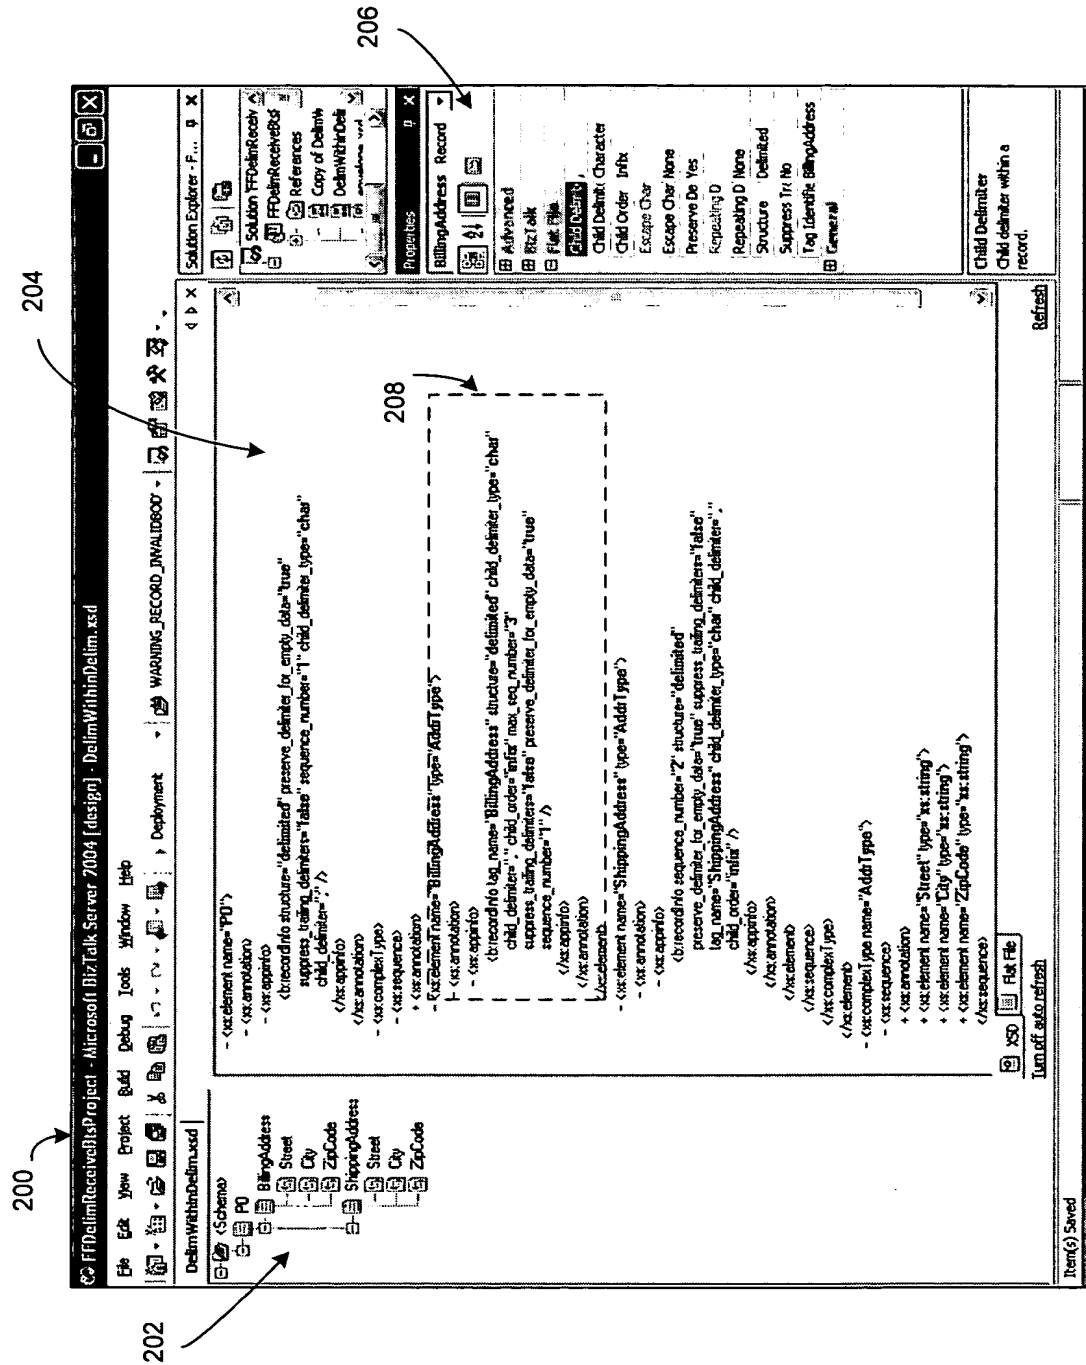 200
202
204
206
208
FFDelimReceiveBtsProject - Microsoft BizTalk Server 2004 [design] - DelimWithinDelim.xsd
File Edit View Project Build Debug Tools Window Help
Deployment
WARNING_RECORD_INVALIDBODY
DelimWithinDelim.xsd
<Schema>
PO
BillingAddress
Street
City
ZipCode
ShippingAddress
Street
City
ZipCode
- <xs:element name="PO">
- <xs:annotation>
- <xs:appinfo>
<b:recordInfo structure="delimited" preserve_delimiter_for_empty_data="true"
suppress_trailing_delimiters="false" sequence_number="1" child_delimiter_type="char"
child_delimiter=";" />
</xs:appinfo>
</xs:annotation>
- <xs:complexType>
- <xs:sequence>
+ <xs:annotation>
- <xs:element name="BillingAddress" type="AddrType">
- <xs:annotation>
- <xs:appinfo>
<b:recordInfo tag_name="BillingAddress" structure="delimited" child_delimiter_type="char"
child_delimiter="," child_order="infix" max_seq_number="3"
suppress_trailing_delimiters="false" preserve_delimiter_for_empty_data="true"
sequence_number="1" />
</xs:appinfo>
</xs:annotation>
</xs:element>
- <xs:element name="ShippingAddress" type="AddrType">
- <xs:annotation>
- <xs:appinfo>
<b:recordInfo sequence_number="2" structure="delimited"
preserve_delimiter_for_empty_data="true" suppress_trailing_delimiters="false"
tag_name="ShippingAddress" child_delimiter_type="char" child_delimiter=","
child_order="infix" />
</xs:appinfo>
</xs:annotation>
</xs:element>
</xs:sequence>
</xs:complexType>
</xs:element>
- <xs:complexType name="AddrType">
- <xs:sequence>
+ <xs:annotation>
+ <xs:element name="Street" type="xs:string">
+ <xs:element name="City" type="xs:string">
+ <xs:element name="ZipCode" type="xs:string">
</xs:sequence>
XSD Flat File
Turn off auto refresh
Refresh
Solution Explorer - F...
Solution 'FFDelimReceiv
FFDelimReceiveBtsP
References
Copy of DelimW
DelimWithinDelir
envelope.xsd
Properties
BillingAddress Record
Advanced
BizTalk
Flat File
Child Delimite ,
Child Delimite Character
Child Order Infix
Escape Char
Escape Char None
Preserve De Yes
Repeating D
Repeating D None
Structure Delimited
Suppress Tr No
Tag Identifie BillingAddress
General
Child Delimiter
Child delimiter within a
record.
Item(s) Saved